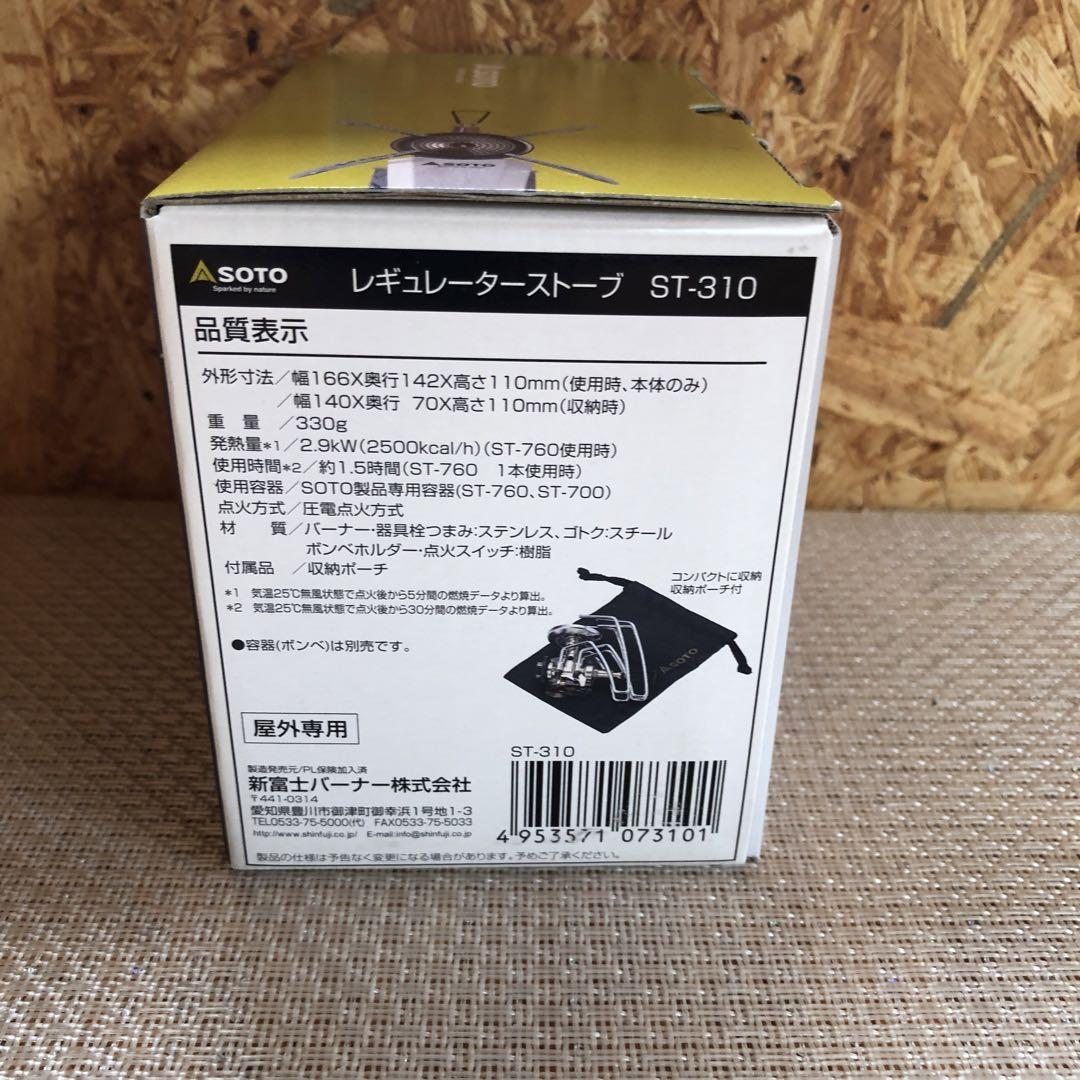 SOTO
SOTO
SOTO
Sparked by nature
レギュレーターストーブ ST-310
品質表示
外形寸法／幅166X奥行142X高さ110mm(使用時、本体のみ)
／幅140X奥行 70X高さ110mm(収納時)
重 量 ／330g
発熱量*1／2.9kW(2500kcal/h)(ST-760使用時)
使用時間*2／約1.5時間(ST-760 1本使用時)
使用容器／SOTO製品専用容器(ST-760、ST-700)
点火方式／圧電点火方式
材 質／バーナー・器具栓つまみ:ステンレス、ゴトク:スチール
ボンベホルダー・点火スイッチ:樹脂
付属品 ／収納ポーチ
*1 気温25℃無風状態で点火後から5分間の燃焼データより算出。
*2 気温25℃無風状態で点火後から30分間の燃焼データより算出。
コンパクトに収納
収納ポーチ付
●容器(ボンベ)は別売です。
SOTO
屋外専用
ST-310
製造発売元/PL保険加入済
新富士バーナー株式会社
〒441-0314
愛知県豊川市御津町御幸浜1号地1-3
TEL0533-75-5000(代) FAX0533-75-5033
http://www.shinfuji.co.jp/ E-mail:info@shinfuji.co.jp
4 953571 073101
製品の仕様は予告なく変更になる場合があります。予めご了承ください。